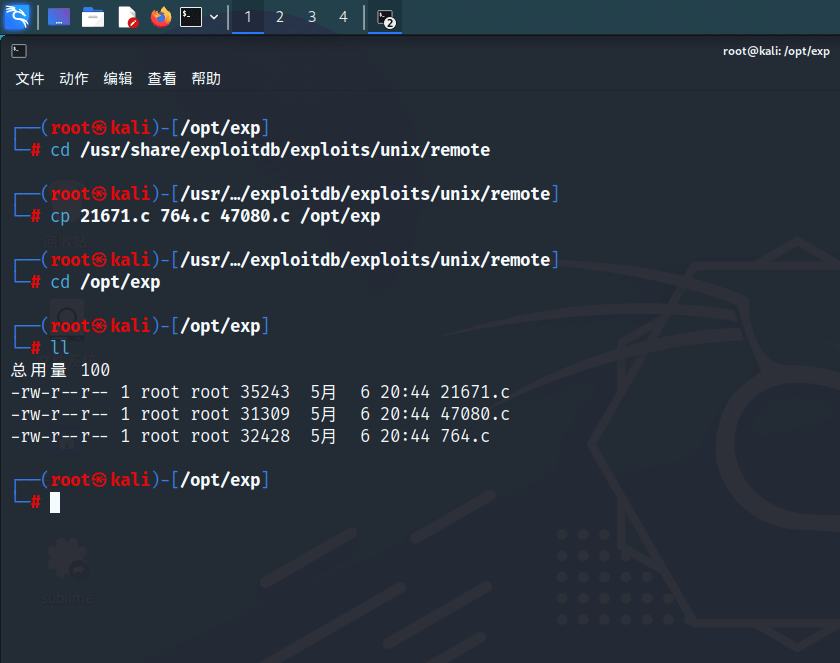 1 2 3 4 2
root@kali: /opt/exp
文件 动作 编辑 查看 帮助
┌──(root㉿kali)-[/opt/exp]
└─# cd /usr/share/exploitdb/exploits/unix/remote
┌──(root㉿kali)-[/usr/…/exploitdb/exploits/unix/remote]
└─# cp 21671.c 764.c 47080.c /opt/exp
┌──(root㉿kali)-[/usr/…/exploitdb/exploits/unix/remote]
└─# cd /opt/exp
┌──(root㉿kali)-[/opt/exp]
└─# ll
总用量 100
-rw-r--r-- 1 root root 35243  5月  6 20:44 21671.c
-rw-r--r-- 1 root root 31309  5月  6 20:44 47080.c
-rw-r--r-- 1 root root 32428  5月  6 20:44 764.c
┌──(root㉿kali)-[/opt/exp]
└─#
sublime